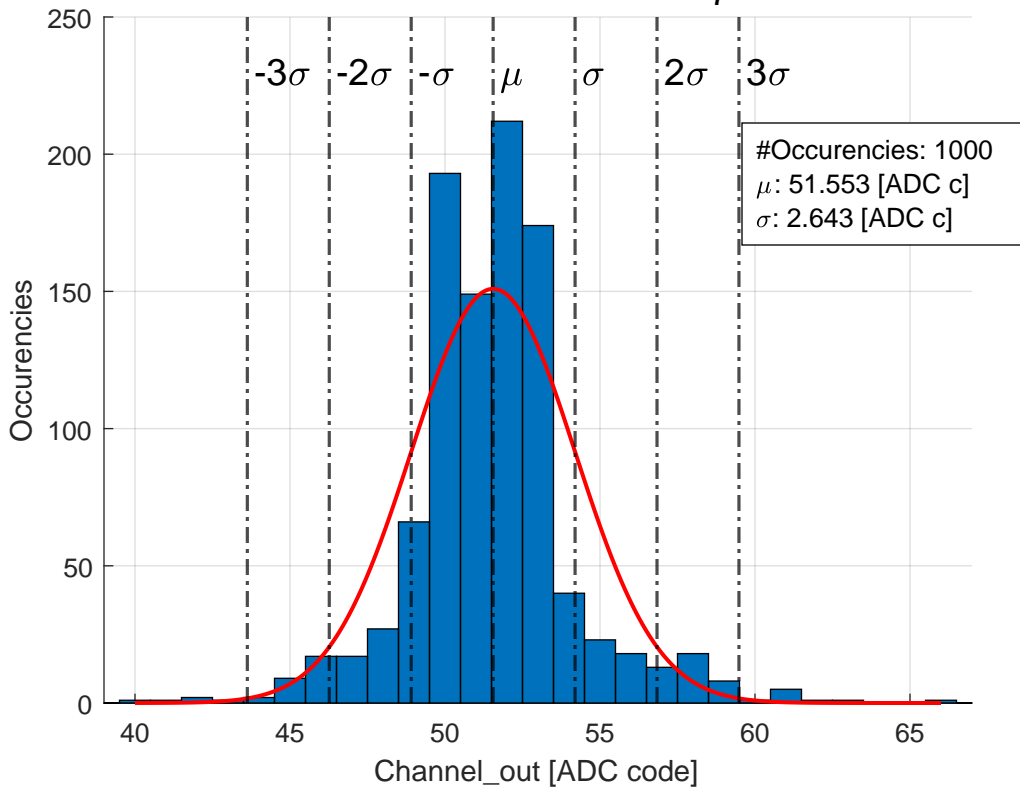 250
200
150
100
50
0
-3σ -2σ -σ μ σ 2σ 3σ
#Occurencies: 1000
μ: 51.553 [ADC c]
σ: 2.643 [ADC c]
Occurencies
40 45 50 55 60 65
Channel_out [ADC code]